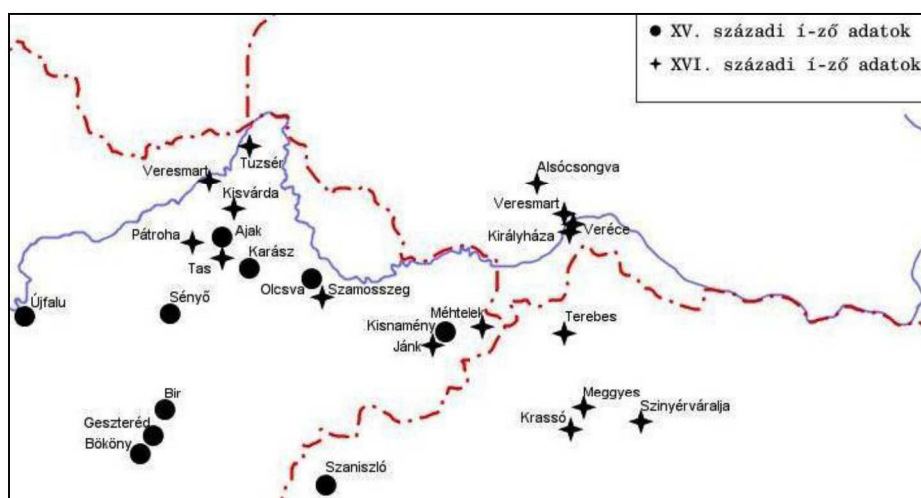 XV. századi í-ző adatok
XVI. századi í-ző adatok
Tuzsér
Veresmart
Alsócsongva
Kisvárda
Veresmart
Pátroha
Ajak
Királyháza
Veréce
Karász
Tas
Olcsva
Szamosszeg
Újfalu
Sényő
Méhtelek
Kisnamény
Terebes
Jánk
Bir
Meggyes
Szinyérváralja
Geszteréd
Krassó
Bököny
Szaniszló